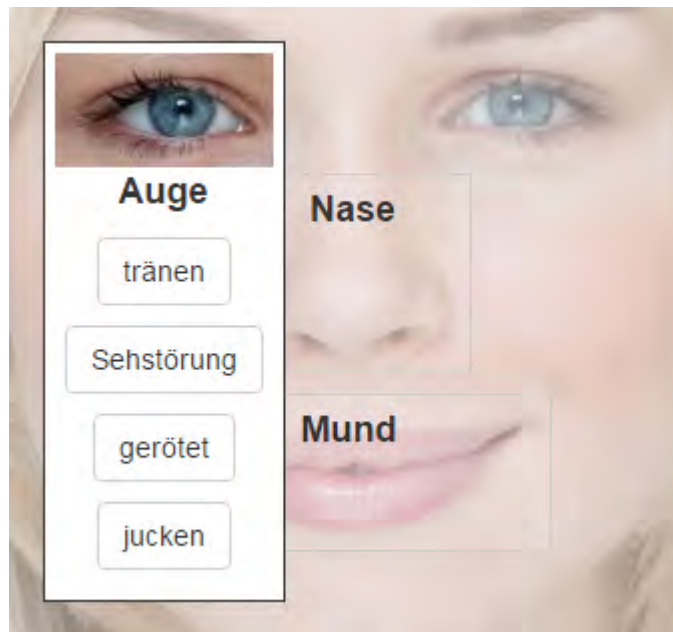 Auge
tränen
Sehstörung
gerötet
jucken
Nase
Mund